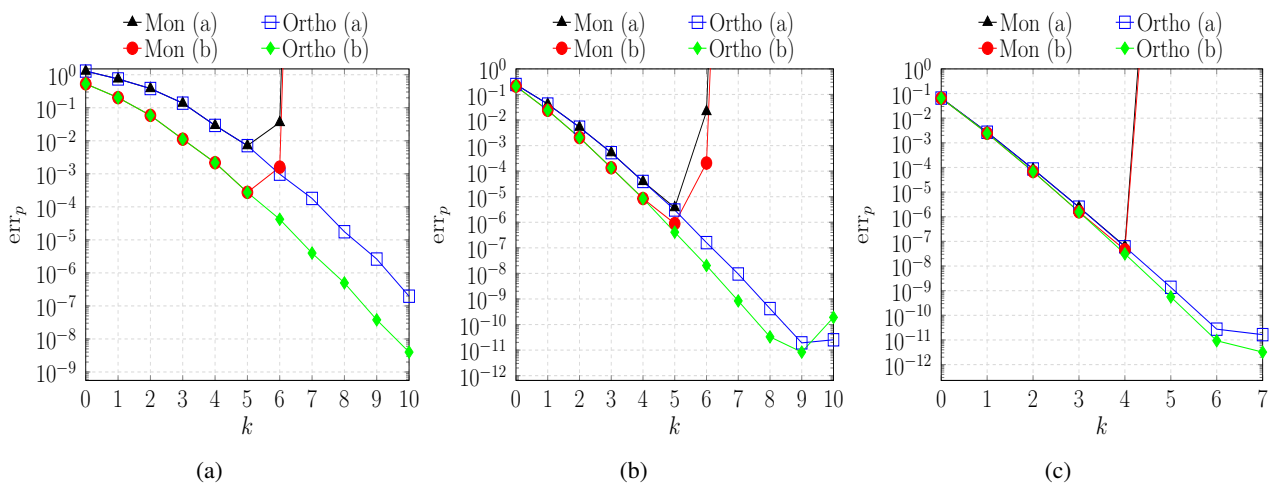 Mon (a) Ortho (a)
Mon (b) Ortho (b)
10^0
10^-1
10^-2
10^-3
10^-4
10^-5
10^-6
10^-7
10^-8
10^-9
err_p
0 1 2 3 4 5 6 7 8 9 10
k
(a)
Mon (a) Ortho (a)
Mon (b) Ortho (b)
10^0
10^-1
10^-2
10^-3
10^-4
10^-5
10^-6
10^-7
10^-8
10^-9
10^-10
10^-11
10^-12
err_p
0 1 2 3 4 5 6 7 8 9 10
k
(b)
Mon (a) Ortho (a)
Mon (b) Ortho (b)
10^0
10^-1
10^-2
10^-3
10^-4
10^-5
10^-6
10^-7
10^-8
10^-9
10^-10
10^-11
10^-12
err_p
0 1 2 3 4 5 6 7
k
(c)